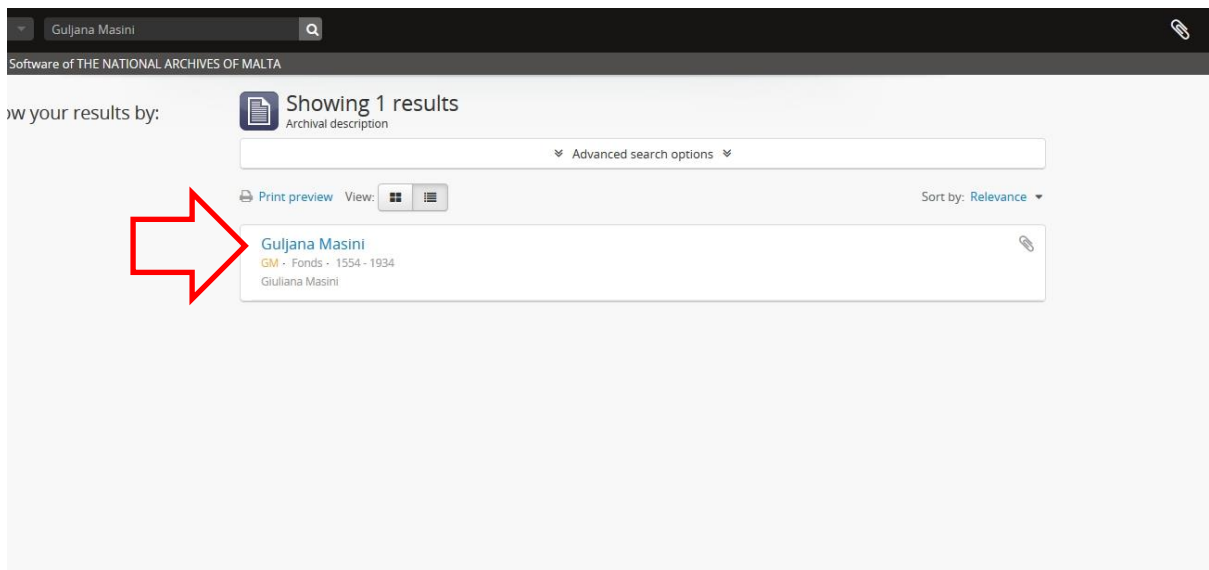 Guljana Masini
Software of THE NATIONAL ARCHIVES OF MALTA
ow your results by:
Showing 1 results
Archival description
Advanced search options
Print preview View:
Sort by: Relevance
Guljana Masini
GM · Fonds · 1554 - 1934
Giuliana Masini